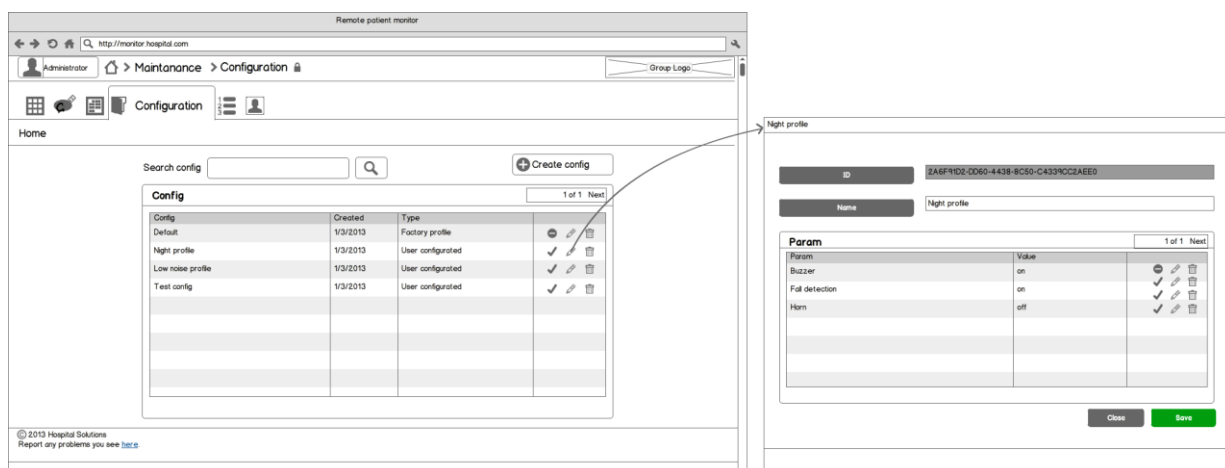 Remote patient monitor
http://monitor.hospital.com
Administrator > Maintanance > Configuration
Group Logo
Configuration
1
2
3
Home
Search config
Create config
Config
1 of 1 Next
Config Created Type
Default 1/3/2013 Factory profile
Night profile 1/3/2013 User configurated
Low noise profile 1/3/2013 User configurated
Test config 1/3/2013 User configurated
© 2013 Hospital Solutions
Report any problems you see here.
Night profile
ID 2A6F91D2-DD60-4438-8C50-C4339CC2AEE0
Name Night profile
Param
1 of 1 Next
Param Value
Buzzer on
Fall detection on
Horn off
Close Save